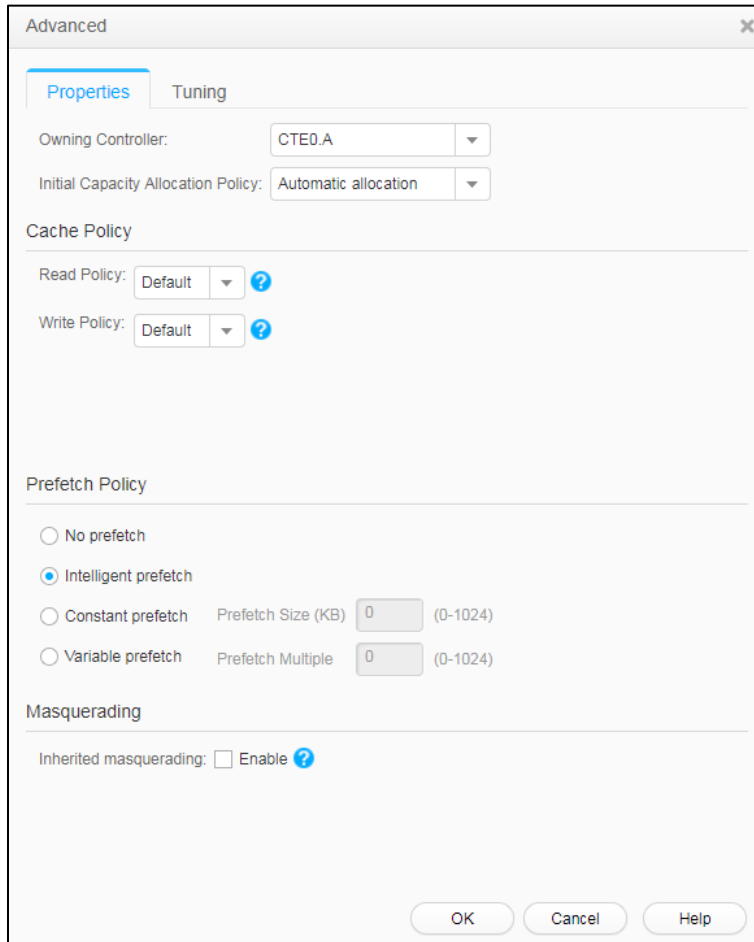 Advanced
Properties Tuning
Owning Controller: CTE0.A
Initial Capacity Allocation Policy: Automatic allocation
Cache Policy
Read Policy: Default ?
Write Policy: Default ?
Prefetch Policy
No prefetch
Intelligent prefetch
Constant prefetch Prefetch Size (KB) 0 (0-1024)
Variable prefetch Prefetch Multiple 0 (0-1024)
Masquerading
Inherited masquerading: Enable ?
OK Cancel Help